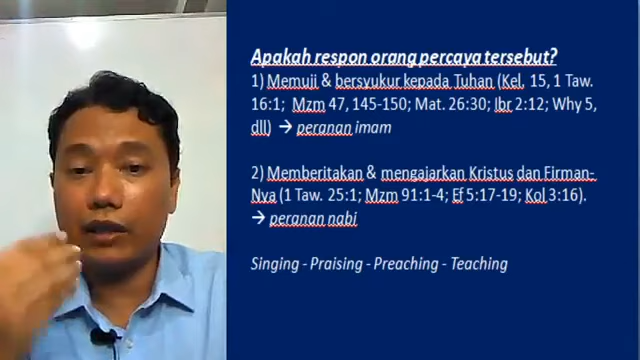 Apakah respon orang percaya tersebut?
1) Memuji & bersyukur kepada Tuhan (Kel. 15, 1 Taw.
16:1; Mzm 47, 145-150; Mat. 26:30; Ibr 2:12; Why 5,
dll) → peranan imam
2) Memberitakan & mengajarkan Kristus dan Firman-
Nya (1 Taw. 25:1; Mzm 91:1-4; Ef 5:17-19; Kol 3:16).
→ peranan nabi
Singing - Praising - Preaching - Teaching